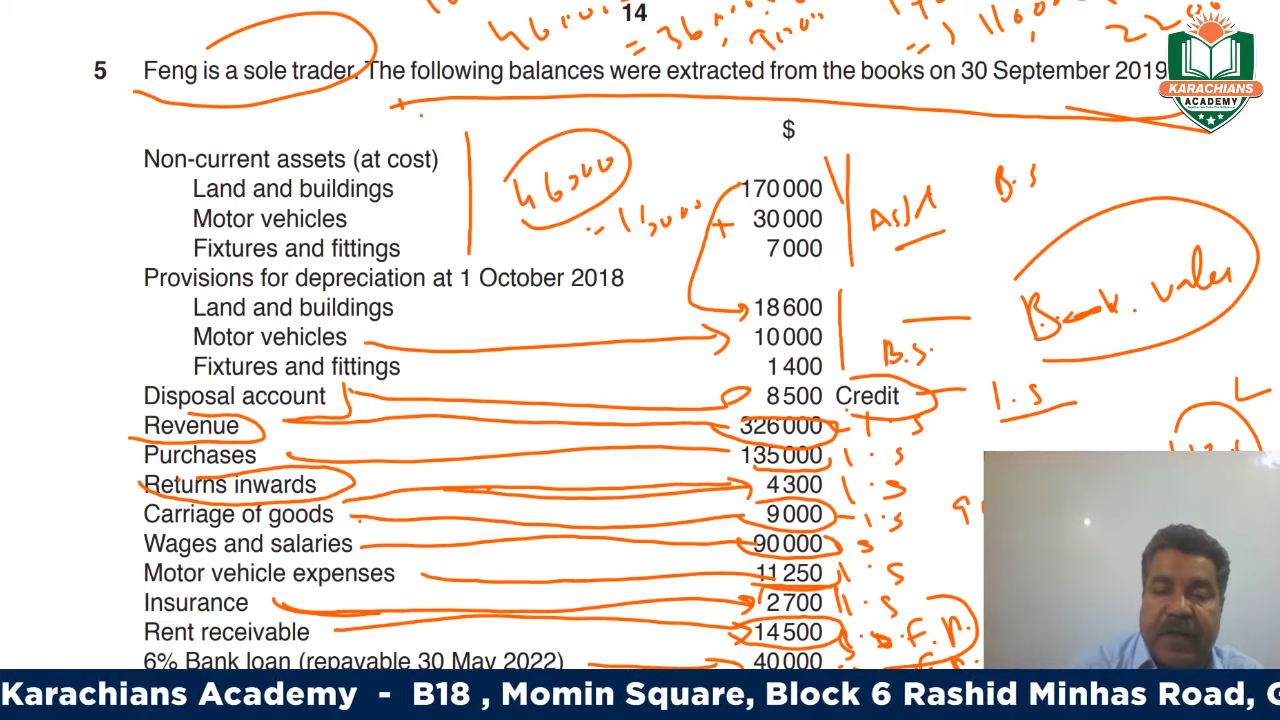 14
5 Feng is a sole trader. The following balances were extracted from the books on 30 September 2019
KARACHIANS
ACADEMY
$
Non-current assets (at cost)
Land and buildings 170 000
Motor vehicles 30 000
Fixtures and fittings 7 000
46000
B.S
Provisions for depreciation at 1 October 2018
Land and buildings 18 600
Motor vehicles 10 000
Fixtures and fittings 1 400
B.S.
Disposal account 8 500 Credit I.S
Revenue 326 000 I.S
Purchases 135 000 I.S
Returns inwards 4 300 I.S
Carriage of goods 9 000 I.S
Wages and salaries 90 000 S
Motor vehicle expenses 11 250 I.S
Insurance 2 700 I.S
Rent receivable 14 500 F.P.
6% Bank loan (repayable 30 May 2022) 40 000
Karachians Academy - B18 , Momin Square, Block 6 Rashid Minhas Road, G